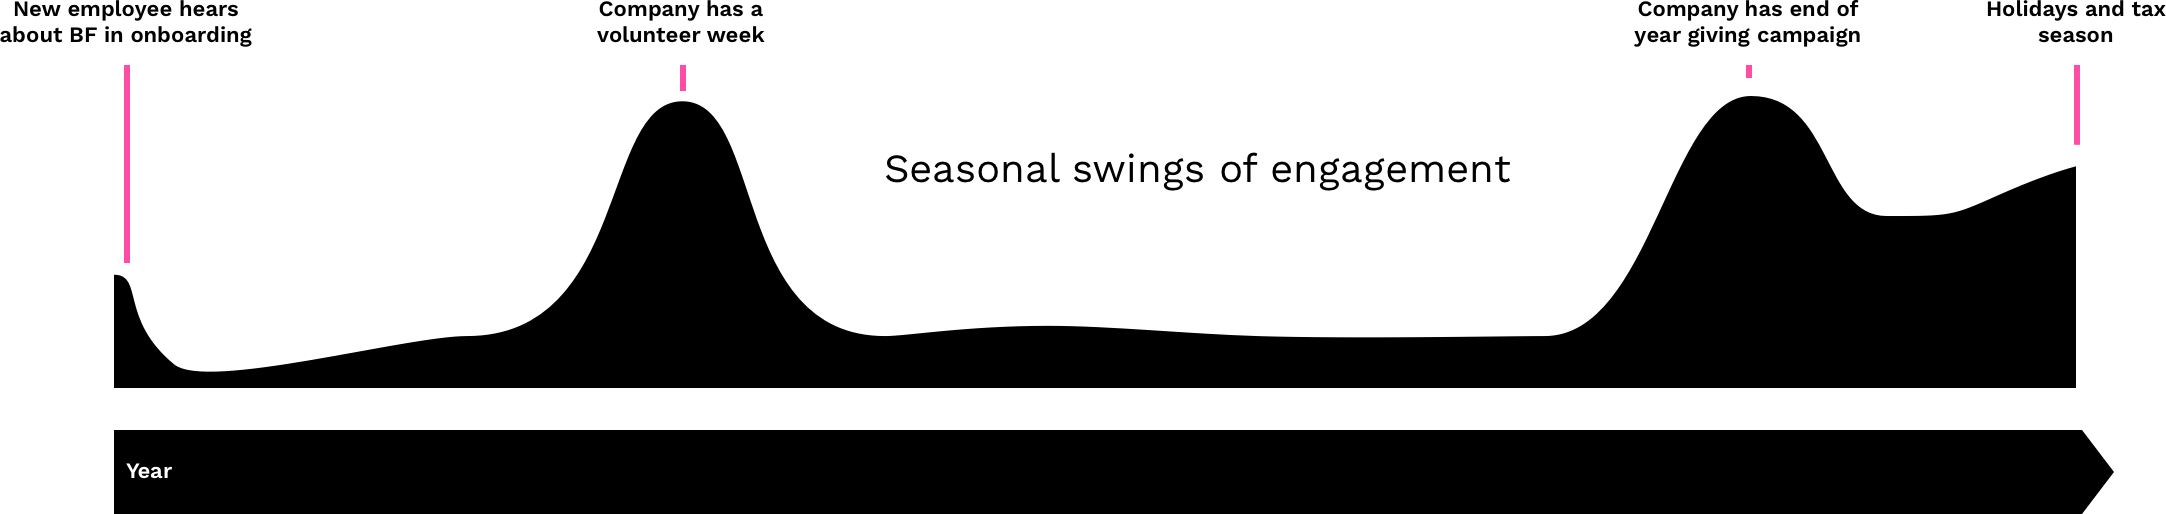 New employee hears
about BF in onboarding
Company has a
volunteer week
Company has end of
year giving campaign
Holidays and tax
season
Seasonal swings of engagement
Year